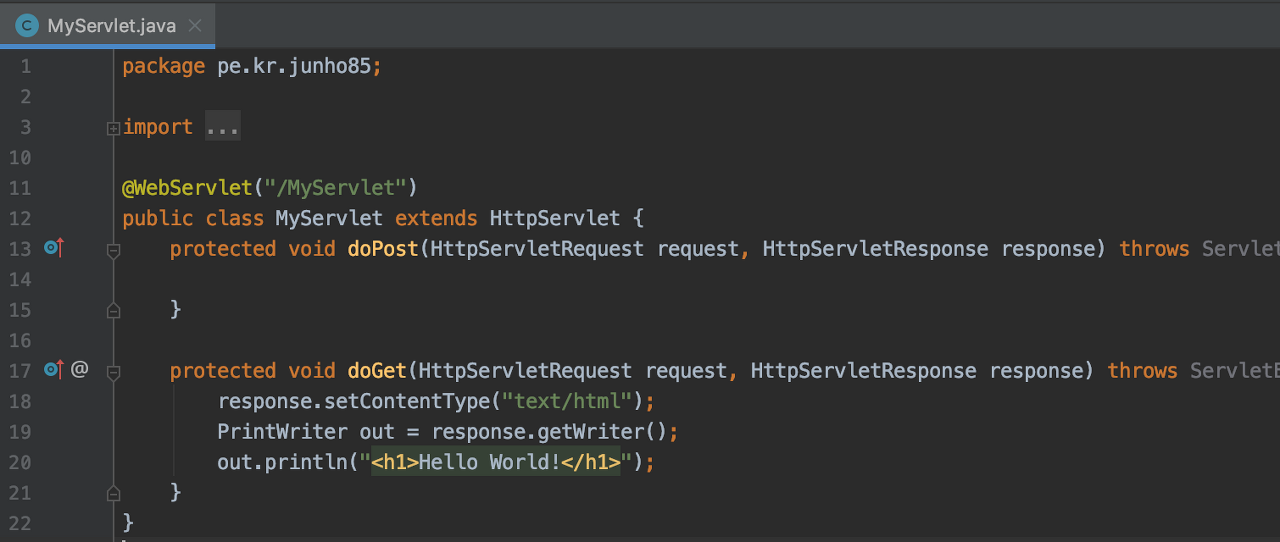 MyServlet.java
1 package pe.kr.junho85;
2
3 import ...
10
11 @WebServlet("/MyServlet")
12 public class MyServlet extends HttpServlet {
13 protected void doPost(HttpServletRequest request, HttpServletResponse response) throws Servlet
14
15 }
16
17 @ protected void doGet(HttpServletRequest request, HttpServletResponse response) throws ServletE
18 response.setContentType("text/html");
19 PrintWriter out = response.getWriter();
20 out.println("<h1>Hello World!</h1>");
21 }
22 }